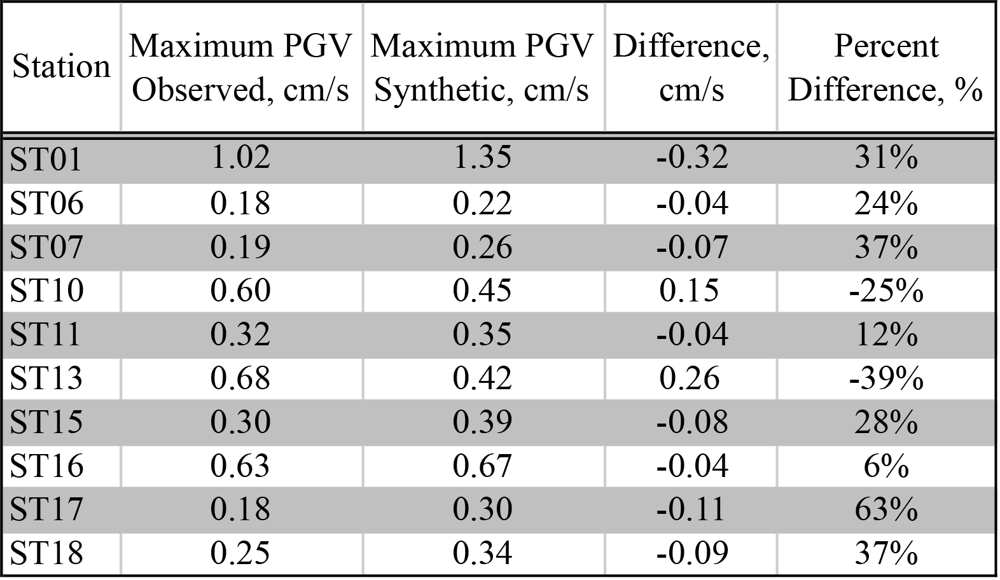 Station Maximum PGV Observed, cm/s Maximum PGV Synthetic, cm/s Difference, cm/s Percent Difference, %
ST01 1.02 1.35 -0.32 31%
ST06 0.18 0.22 -0.04 24%
ST07 0.19 0.26 -0.07 37%
ST10 0.60 0.45 0.15 -25%
ST11 0.32 0.35 -0.04 12%
ST13 0.68 0.42 0.26 -39%
ST15 0.30 0.39 -0.08 28%
ST16 0.63 0.67 -0.04 6%
ST17 0.18 0.30 -0.11 63%
ST18 0.25 0.34 -0.09 37%